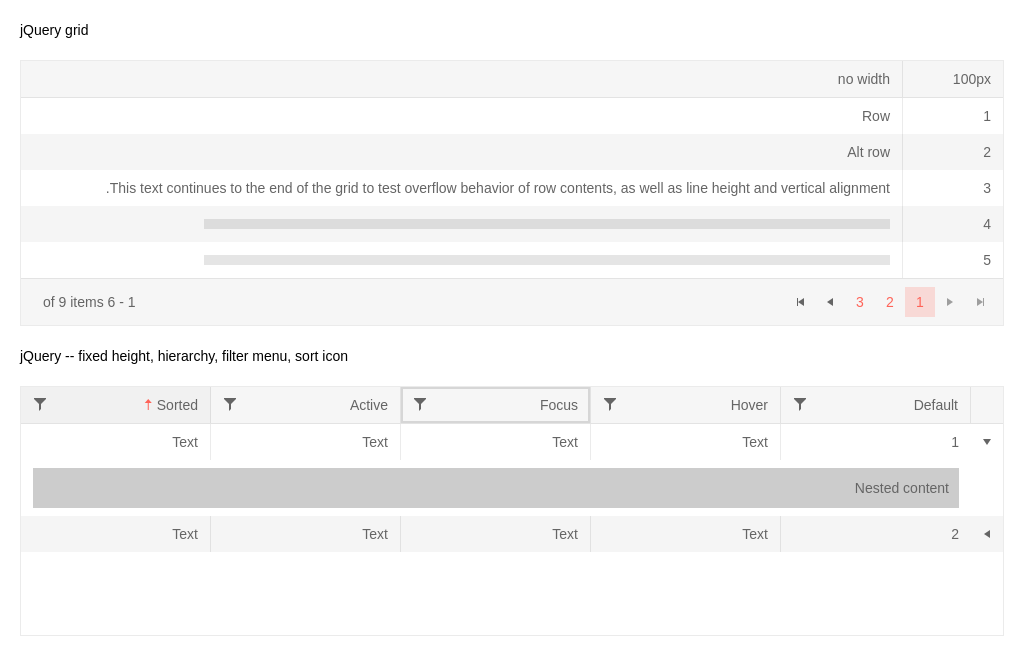 jQuery grid
no width 100px
Row 1
Alt row 2
.This text continues to the end of the grid to test overflow behavior of row contents, as well as line height and vertical alignment 3
4
5
of 9 items 6 - 1 3 2 1
jQuery -- fixed height, hierarchy, filter menu, sort icon
Sorted Active Focus Hover Default
Text Text Text Text 1
Nested content
Text Text Text Text 2